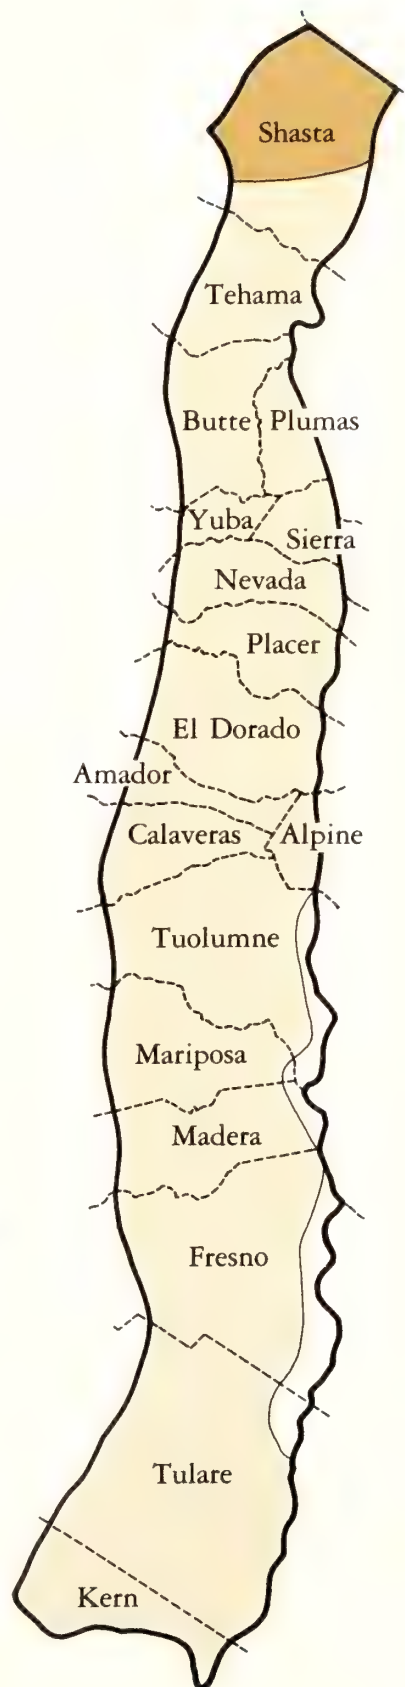 Shasta
Tehama
Butte Plumas
Yuba
Sierra
Nevada
Placer
El Dorado
Amador
Calaveras Alpine
Tuolumne
Mariposa
Madera
Fresno
Tulare
Kern